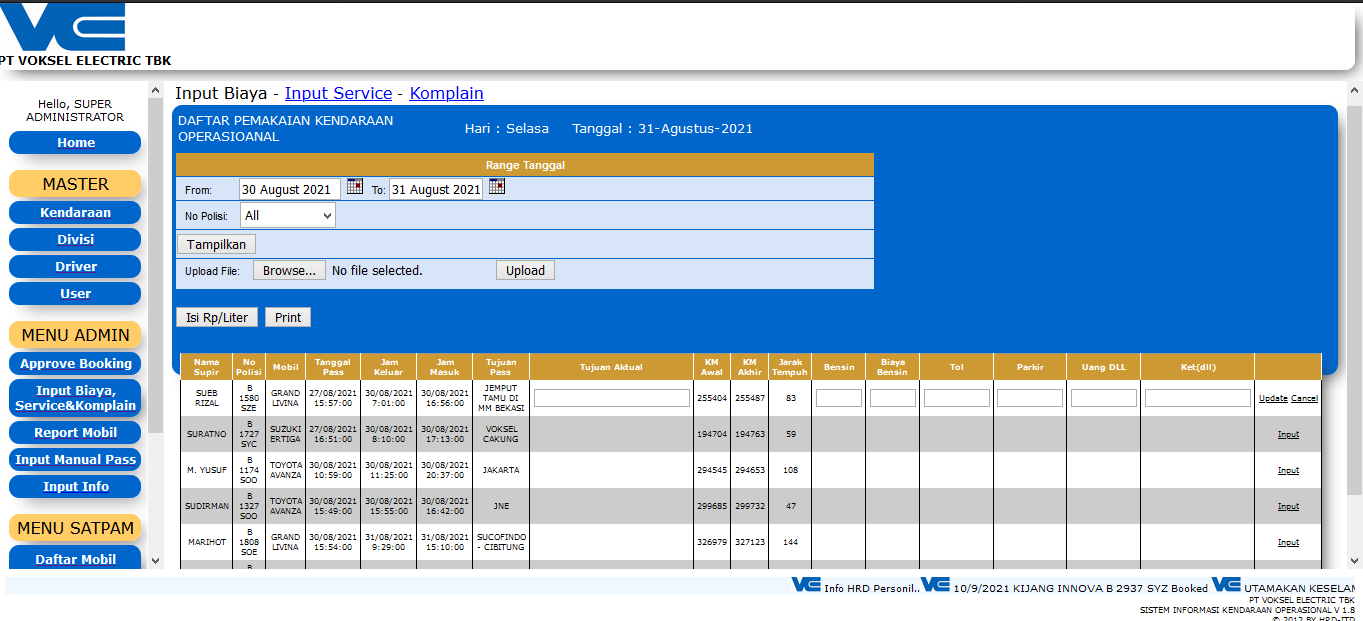 PT VOKSEL ELECTRIC TBK
Hello, SUPER
ADMINISTRATOR
Home
MASTER
Kendaraan
Divisi
Driver
User
MENU ADMIN
Approve Booking
Input Biaya,
Service&Komplain
Report Mobil
Input Manual Pass
Input Info
MENU SATPAM
Daftar Mobil
Input Biaya - Input Service - Komplain
DAFTAR PEMAKAIAN KENDARAAN
OPERASIOANAL
Hari : Selasa Tanggal : 31-Agustus-2021
Range Tanggal
From: 30 August 2021 To: 31 August 2021
No Polisi: All
Tampilkan
Upload File: Browse... No file selected. Upload
Isi Rp/Liter Print
Nama Supir No Polisi Mobil Tanggal Pass Jam Keluar Jam Masuk Tujuan Pass Tujuan Aktual KM Awal KM Akhir Jarak Tempuh Bensin Biaya Bensin Tol Parkir Uang DLL Ket(dll)
SUEB RIZAL B 1580 SZE GRAND LIVINA 27/08/2021 15:57:00 30/08/2021 7:01:00 30/08/2021 16:56:00 JEMPUT TAMU DI MM BEKASI 255404 255487 83 Update Cancel
SURATNO B 1727 SYC SUZUKI ERTIGA 27/08/2021 16:51:00 30/08/2021 8:10:00 30/08/2021 17:13:00 VOKSEL CAKUNG 194704 194763 59 Input
M. YUSUF B 1174 SOO TOYOTA AVANZA 30/08/2021 10:59:00 30/08/2021 11:25:00 30/08/2021 20:37:00 JAKARTA 294545 294653 108 Input
SUDIRMAN B 1327 SOO TOYOTA AVANZA 30/08/2021 15:49:00 30/08/2021 15:55:00 30/08/2021 16:42:00 JNE 299685 299732 47 Input
MARIHOT B 1808 SOE GRAND LIVINA 30/08/2021 15:54:00 31/08/2021 9:29:00 31/08/2021 15:10:00 SUCOFINDO - CIBITUNG 326979 327123 144 Input
B
Info HRD Personil.. 10/9/2021 KIJANG INNOVA B 2937 SYZ Booked UTAMAKAN KESELAM
PT VOKSEL ELECTRIC TBK
SISTEM INFORMASI KENDARAAN OPERASIONAL V 1.8
© 2012 BY HRD-ITD